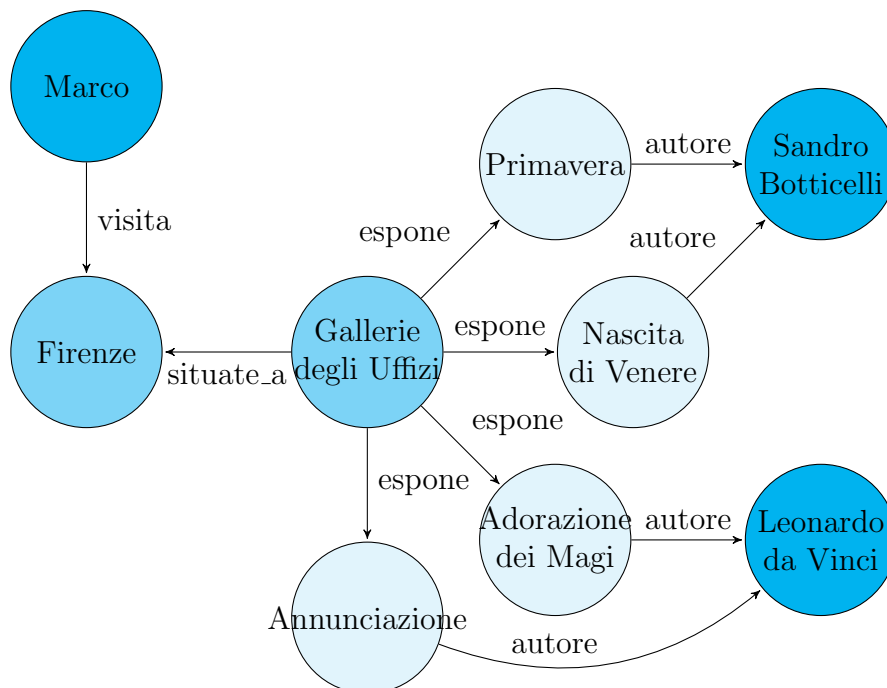 Marco
visita
Firenze
situate_a
Gallerie
degli Uffizi
espone
Primavera
autore
Sandro
Botticelli
espone
Nascita
di Venere
autore
espone
Adorazione
dei Magi
autore
Leonardo
da Vinci
espone
Annunciazione
autore